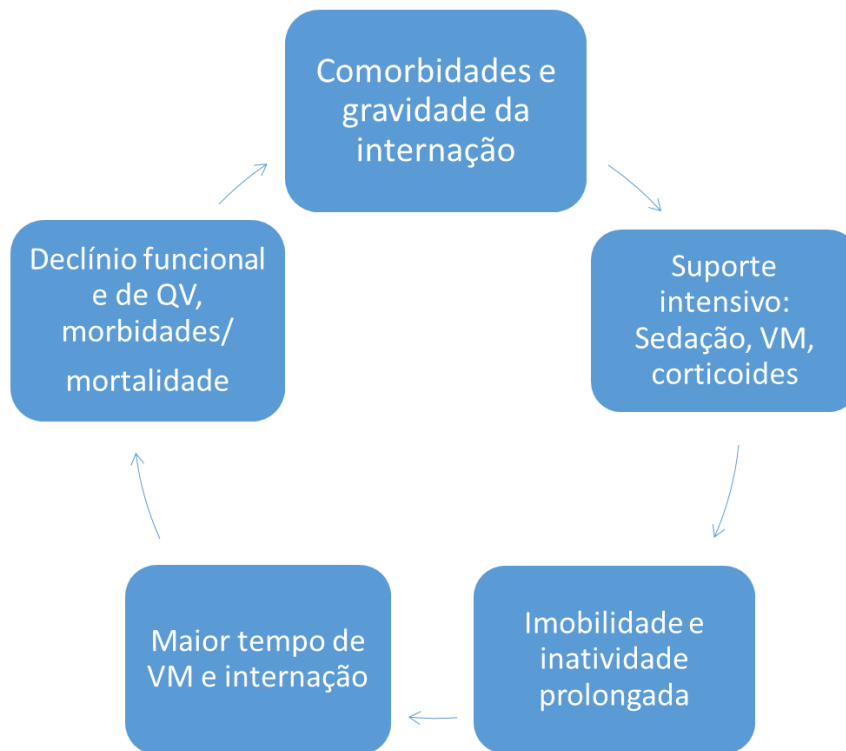 Comorbidades e
gravidade da
internação
Suporte
intensivo:
Sedação, VM,
corticoides
Imobilidade e
inatividade
prolongada
Maior tempo de
VM e internação
Declínio funcional
e de QV,
morbidades/
mortalidade